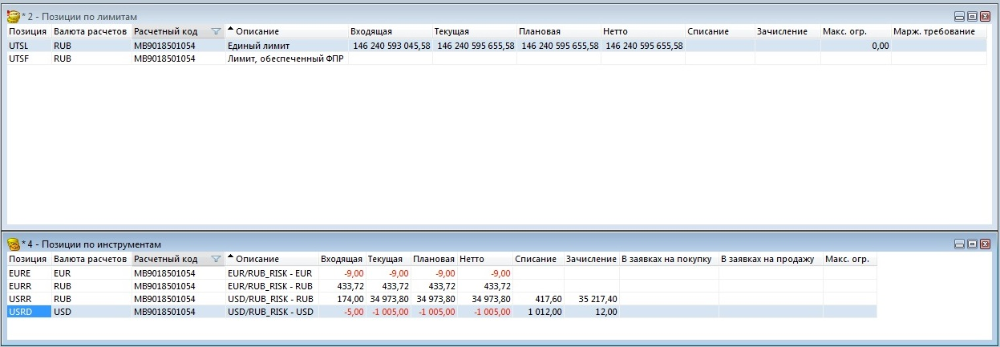 * 2 - Позиции по лимитам
Позиция Валюта расчетов Расчетный код Описание Входящая Текущая Плановая Нетто Списание Зачисление Макс. огр. Марж. требование
UTSL RUB MB9018501054 Единый лимит 146 240 593 045,58 146 240 595 655,58 146 240 595 655,58 146 240 595 655,58 0,00
UTSF RUB MB9018501054 Лимит, обеспеченный ФПР
* 4 - Позиции по инструментам
Позиция Валюта расчетов Расчетный код Описание Входящая Текущая Плановая Нетто Списание Зачисление В заявках на покупку В заявках на продажу Макс. огр.
EURE EUR MB9018501054 EUR/RUB_RISK - EUR -9,00 -9,00 -9,00 -9,00
EURR RUB MB9018501054 EUR/RUB_RISK - RUB 433,72 433,72 433,72 433,72
USRR RUB MB9018501054 USD/RUB_RISK - RUB 174,00 34 973,80 34 973,80 34 973,80 417,60 35 217,40
USRD USD MB9018501054 USD/RUB_RISK - USD -5,00 -1 005,00 -1 005,00 -1 005,00 1 012,00 12,00